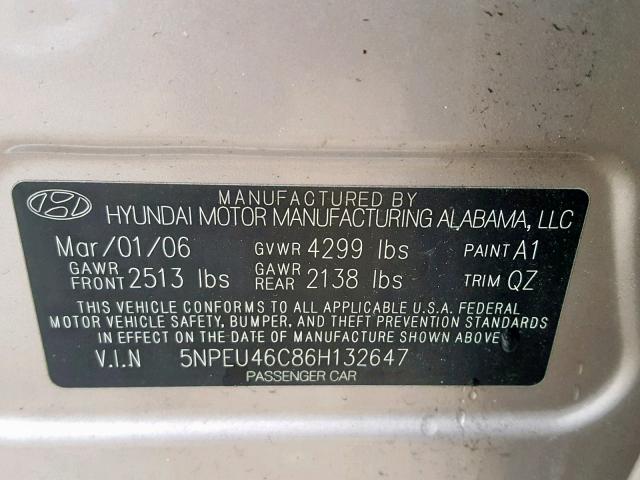 MANUFACTURED BY
HYUNDAI MOTOR MANUFACTURING ALABAMA, LLC
Mar/01/06 GVWR 4299 lbs PAINT A1
GAWR FRONT 2513 lbs GAWR REAR 2138 lbs TRIM QZ
THIS VEHICLE CONFORMS TO ALL APPLICABLE U.S.A. FEDERAL
MOTOR VEHICLE SAFETY, BUMPER, AND THEFT PREVENTION STANDARDS
IN EFFECT ON THE DATE OF MANUFACTURE SHOWN ABOVE.
V.I.N 5NPEU46C86H132647
PASSENGER CAR